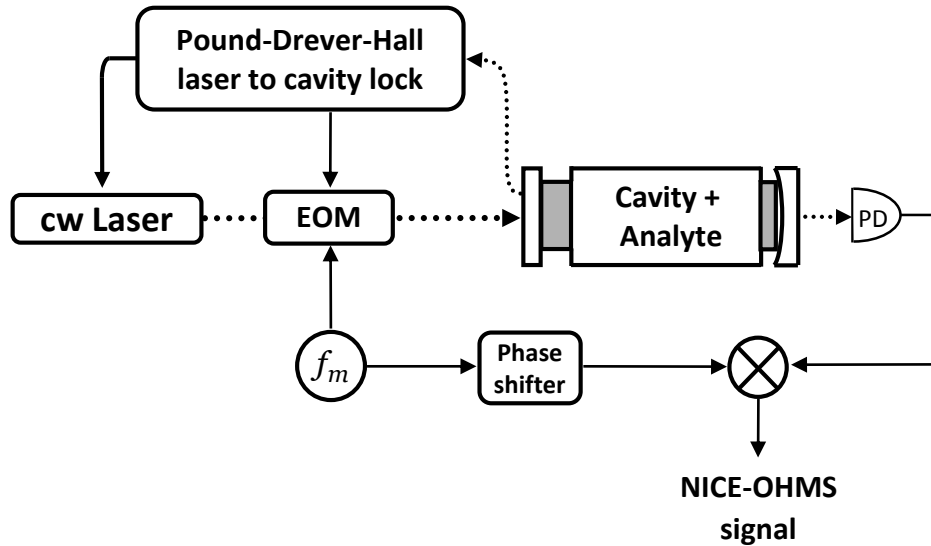 Pound-Drever-Hall
laser to cavity lock
cw Laser
EOM
Cavity +
Analyte
PD
f_m
Phase
shifter
NICE-OHMS
signal